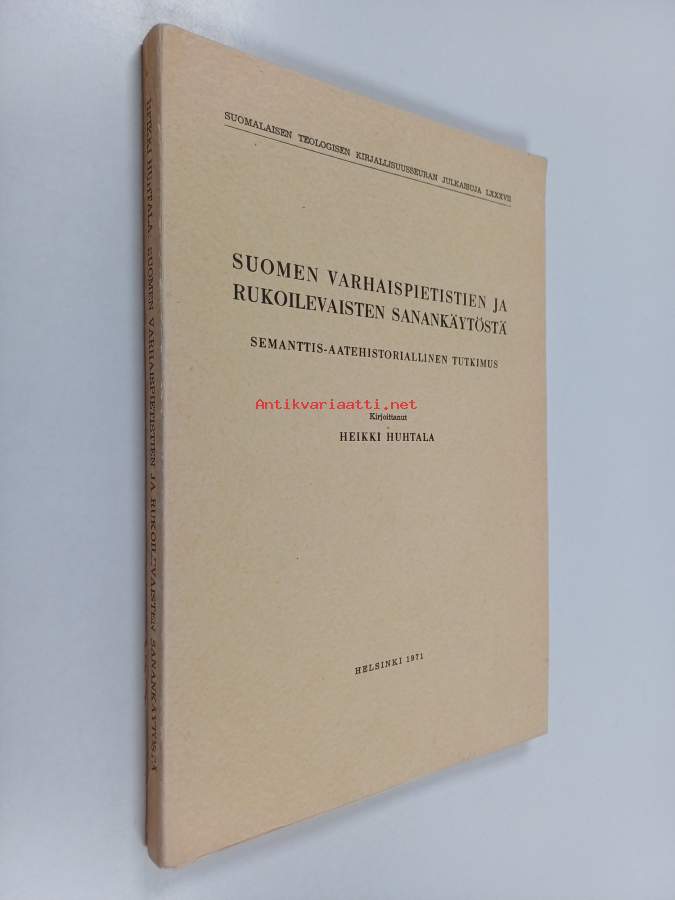 SUOMALAISEN TEOLOGISEN KIRJALLISUUSSEURAN JULKAISUJA LXXXVII
SUOMEN VARHAISPIETISTIEN JA
RUKOILEVAISTEN SANANKÄYTÖSTÄ
SEMANTTIS-AATEHISTORIALLINEN TUTKIMUS
Antikvariaatti.net
Kirjoittanut
HEIKKI HUHTALA
HELSINKI 1971
HEIKKI HUHTALA SUOMEN VARHAISPIETISTIEN JA RUKOILEVAISTEN SANANKÄYTÖSTÄ